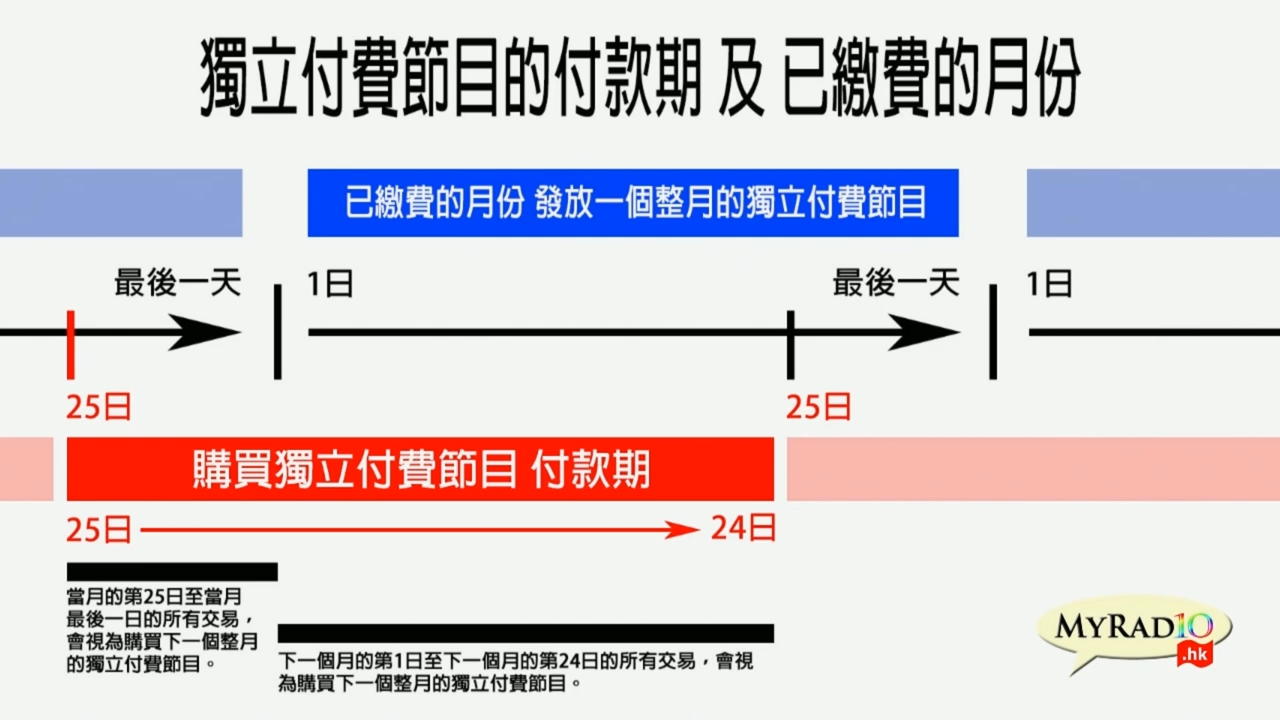 獨立付費節目的付款期 及 已繳費的月份
已繳費的月份 發放一個整月的獨立付費節目
最後一天
1日
最後一天
1日
25日
25日
購買獨立付費節目 付款期
25日
24日
當月的第25日至當月
最後一日的所有交易，
會視為購買下一個整月
的獨立付費節目。
下一個月的第1日至下一個月的第24日的所有交易，會視
為購買下一個整月的獨立付費節目。
MYRAD10
.hk